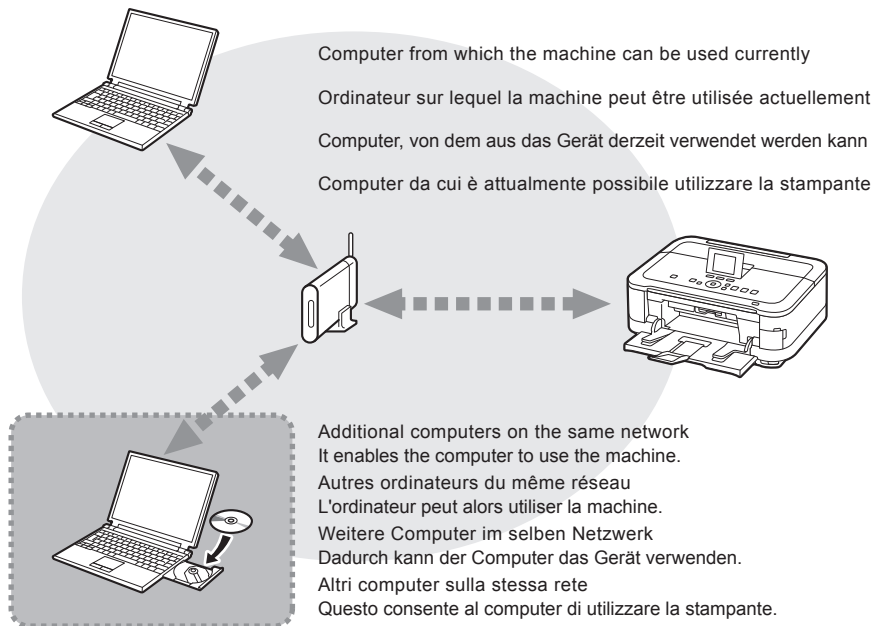 Computer from which the machine can be used currently
Ordinateur sur lequel la machine peut être utilisée actuellement
Computer, von dem aus das Gerät derzeit verwendet werden kann
Computer da cui è attualmente possibile utilizzare la stampante
Additional computers on the same network
It enables the computer to use the machine.
Autres ordinateurs du même réseau
L'ordinateur peut alors utiliser la machine.
Weitere Computer im selben Netzwerk
Dadurch kann der Computer das Gerät verwenden.
Altri computer sulla stessa rete
Questo consente al computer di utilizzare la stampante.